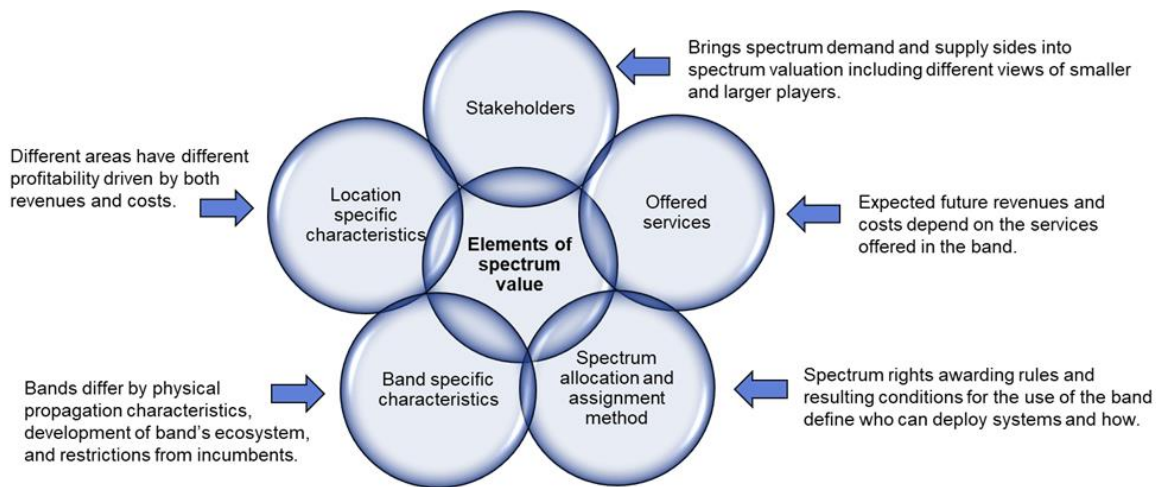 Stakeholders
Brings spectrum demand and supply sides into
spectrum valuation including different views of smaller
and larger players.
Different areas have different
profitability driven by both
revenues and costs.
Location
specific
characteristics
Offered
services
Expected future revenues and
costs depend on the services
offered in the band.
Elements of
spectrum
value
Bands differ by physical
propagation characteristics,
development of band's ecosystem,
and restrictions from incumbents.
Band specific
characteristics
Spectrum
allocation and
assignment
method
Spectrum rights awarding rules and
resulting conditions for the use of the band
define who can deploy systems and how.